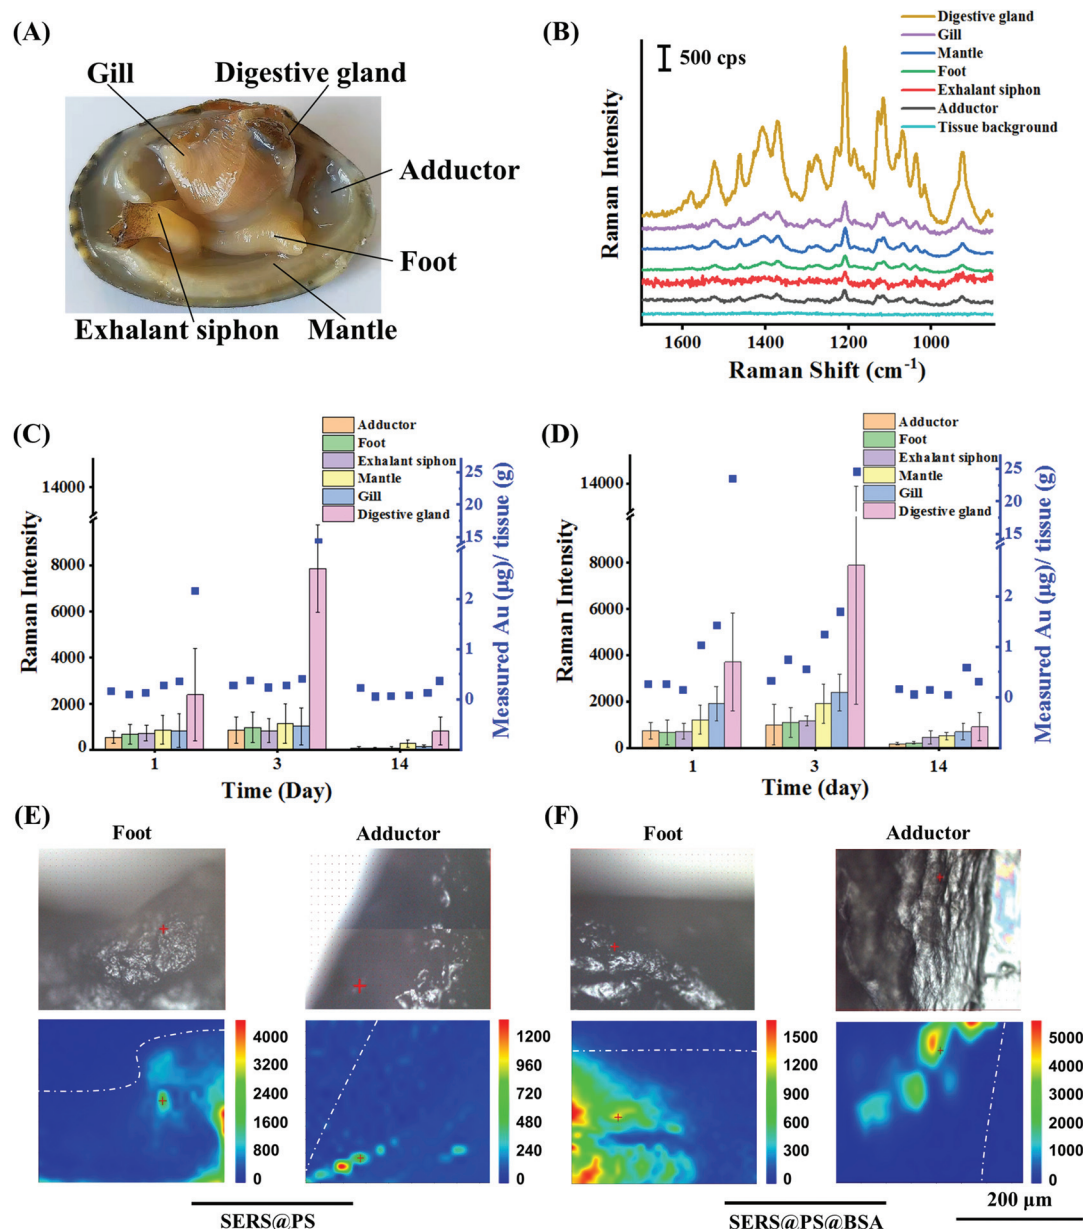 (A)
Gill
Digestive gland
Adductor
Foot
Exhalant siphon
Mantle
(B)
500 cps
Digestive gland
Gill
Mantle
Foot
Exhalant siphon
Adductor
Tissue background
Raman Intensity
1600
1400
1200
1000
Raman Shift (cm⁻¹)
(C)
Adductor
Foot
Exhalant siphon
Mantle
Gill
Digestive gland
Raman Intensity
14000
8000
6000
4000
2000
0
25
20
15
2
1
0
Measured Au (µg)/ tissue (g)
1
3
14
Time (Day)
(D)
Adductor
Foot
Exhalant siphon
Mantle
Gill
Digestive gland
Raman Intensity
14000
8000
6000
4000
2000
0
25
20
15
2
1
0
Measured Au (µg)/ tissue (g)
1
3
14
Time (day)
(E)
Foot
Adductor
4000
3200
2400
1600
800
0
1200
960
720
480
240
0
SERS@PS
(F)
Foot
Adductor
1500
1200
900
600
300
0
5000
4000
3000
2000
1000
0
SERS@PS@BSA
200 µm